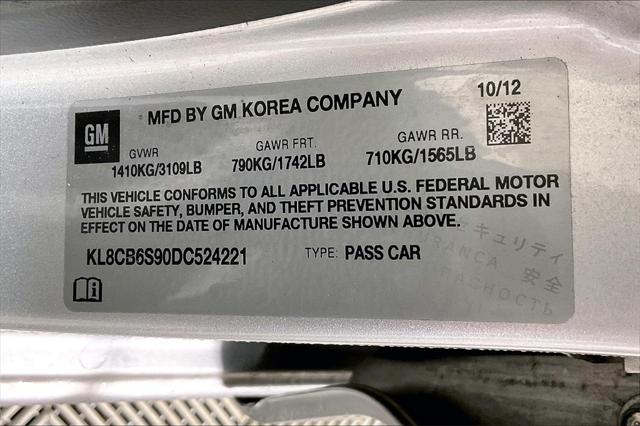 MFD BY GM KOREA COMPANY
10/12
GM
GVWR GAWR FRT. GAWR RR.
1410KG/3109LB 790KG/1742LB 710KG/1565LB
THIS VEHICLE CONFORMS TO ALL APPLICABLE U.S. FEDERAL MOTOR
VEHICLE SAFETY, BUMPER, AND THEFT PREVENTION STANDARDS IN
EFFECT ON THE DATE OF MANUFACTURE SHOWN ABOVE.
KL8CB6S90DC524221 TYPE: PASS CAR
セキュリティ
安全